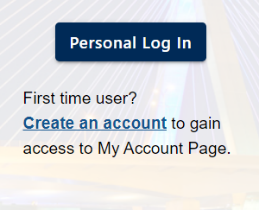 Personal Log In
First time user?
Create an account to gain
access to My Account Page.